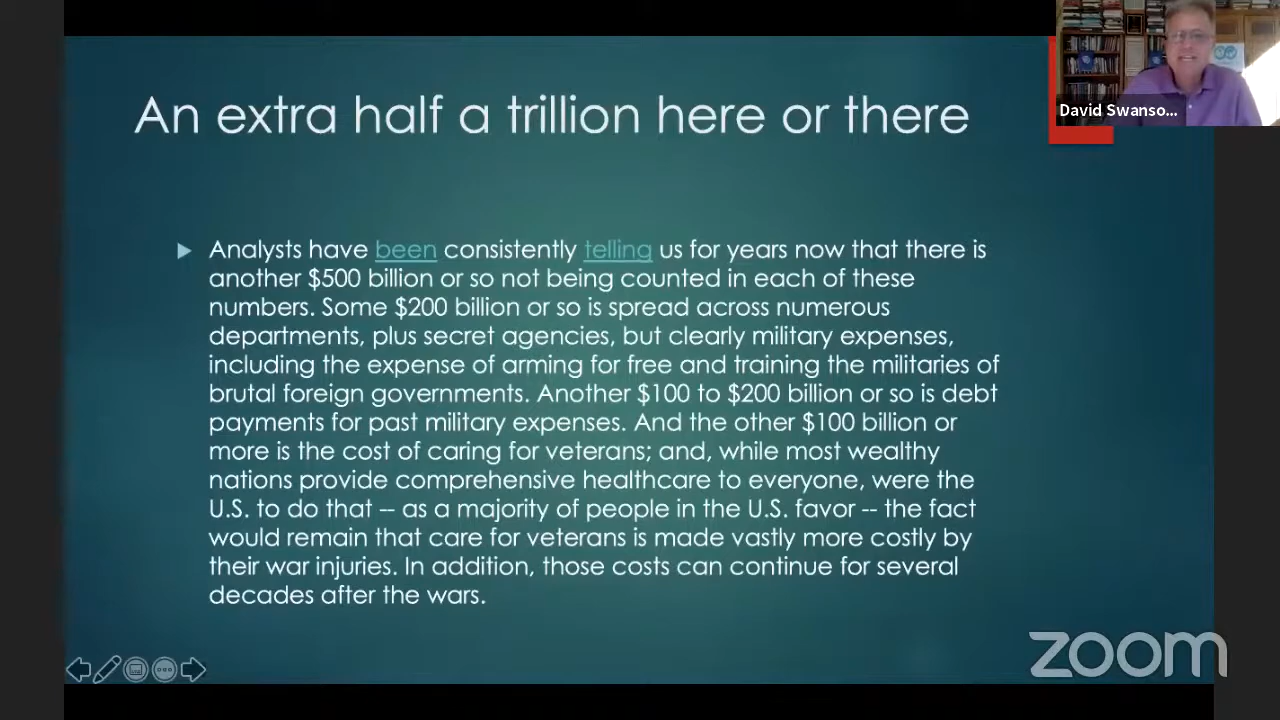 An extra half a trillion here or there
David Swanso...
Analysts have been consistently telling us for years now that there is
another $500 billion or so not being counted in each of these
numbers. Some $200 billion or so is spread across numerous
departments, plus secret agencies, but clearly military expenses,
including the expense of arming for free and training the militaries of
brutal foreign governments. Another $100 to $200 billion or so is debt
payments for past military expenses. And the other $100 billion or
more is the cost of caring for veterans; and, while most wealthy
nations provide comprehensive healthcare to everyone, were the
U.S. to do that -- as a majority of people in the U.S. favor -- the fact
would remain that care for veterans is made vastly more costly by
their war injuries. In addition, those costs can continue for several
decades after the wars.
zoom